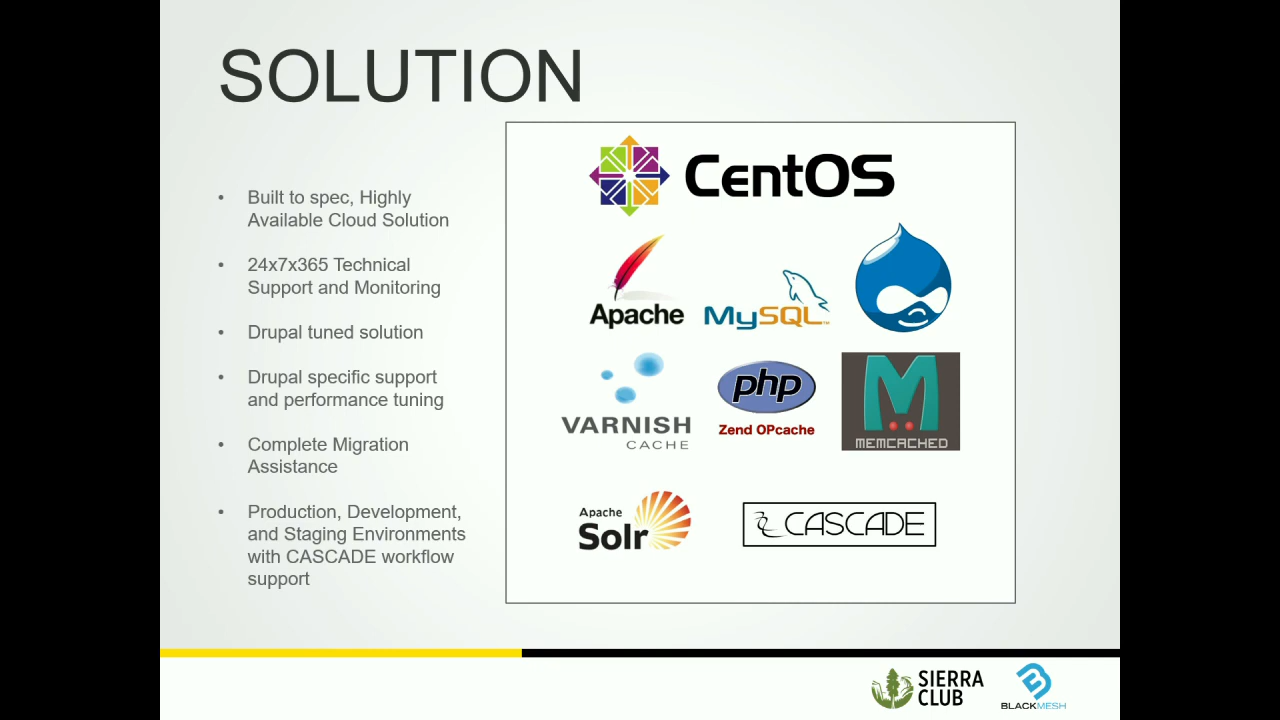 SOLUTION
• Built to spec, Highly
Available Cloud Solution
• 24x7x365 Technical
Support and Monitoring
• Drupal tuned solution
• Drupal specific support
and performance tuning
• Complete Migration
Assistance
• Production, Development,
and Staging Environments
with CASCADE workflow
support
CentOS
Apache
MySQL™
VARNISH
CACHE
php
Zend OPcache
MEMCACHED
Apache
Solr
CASCADE
SIERRA
CLUB
BLACKMESH